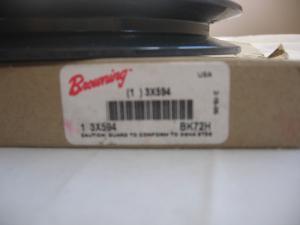 Browning
USA
(1 ) 3X594
1 3X594
BK72H
CAUTION: GUARD TO CONFORM TO OSHA STDS